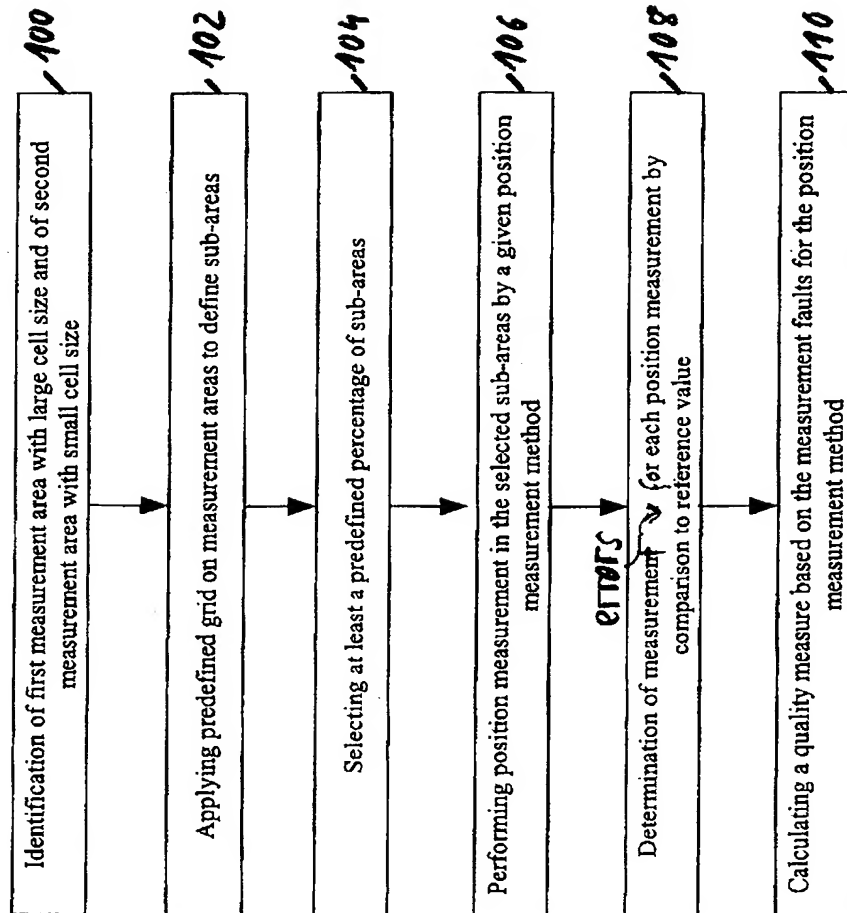 100
Identification of first measurement area with large cell size and of second
measurement area with small cell size
102
Applying predefined grid on measurement areas to define sub-areas
104
Selecting at least a predefined percentage of sub-areas
106
Performing position measurement in the selected sub-areas by a given position
measurement method
108
errors
Determination of measurement for each position measurement by
comparison to reference value
110
Calculating a quality measure based on the measurement faults for the position
measurement method